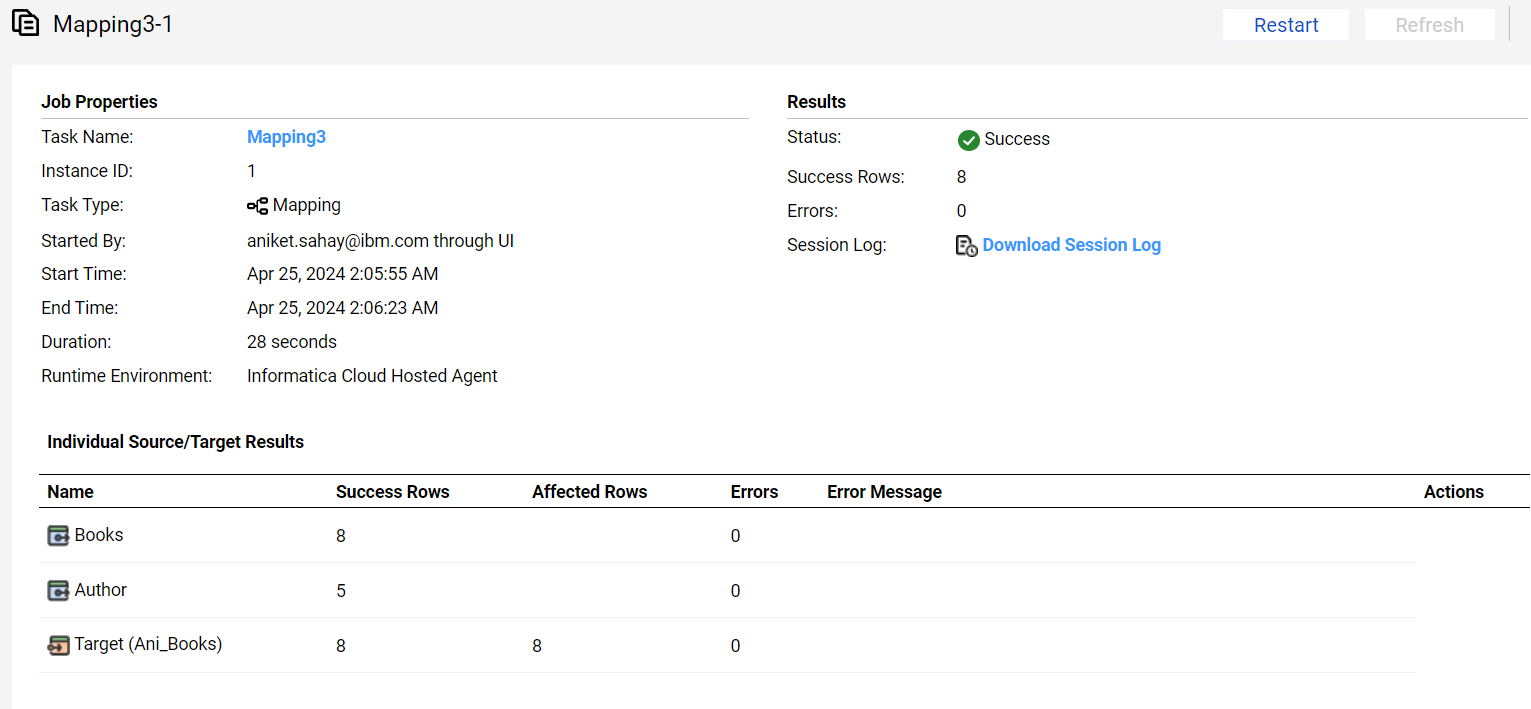 Mapping3-1
Restart
Refresh
Job Properties
Task Name: Mapping3
Instance ID: 1
Task Type: Mapping
Started By: aniket.sahay@ibm.com through UI
Start Time: Apr 25, 2024 2:05:55 AM
End Time: Apr 25, 2024 2:06:23 AM
Duration: 28 seconds
Runtime Environment: Informatica Cloud Hosted Agent
Results
Status: Success
Success Rows: 8
Errors: 0
Session Log: Download Session Log
Individual Source/Target Results
Name Success Rows Affected Rows Errors Error Message Actions
Books 8 0
Author 5 0
Target (Ani_Books) 8 8 0